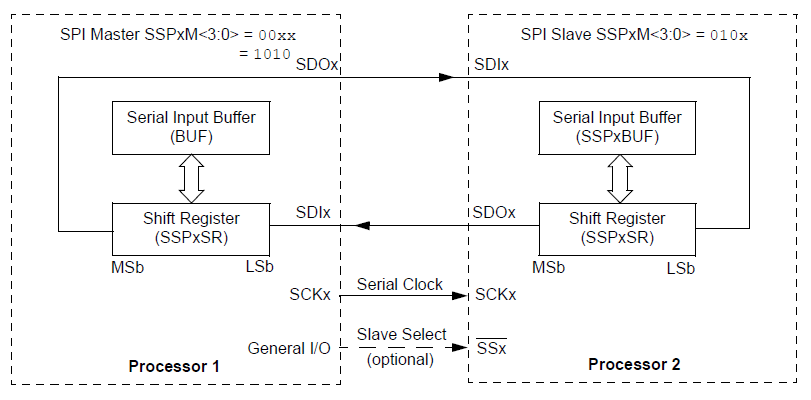 SPI Master SSPxM<3:0> = 00xx
= 1010
SDOx
Serial Input Buffer
(BUF)
Shift Register
(SSPxSR)
MSb
LSb
SDIx
SCKx
General I/O
Processor 1
Serial Clock
Slave Select
(optional)
SPI Slave SSPxM<3:0> = 010x
SDIx
Serial Input Buffer
(SSPxBUF)
SDOx
Shift Register
(SSPxSR)
MSb
LSb
SCKx
SSx
Processor 2